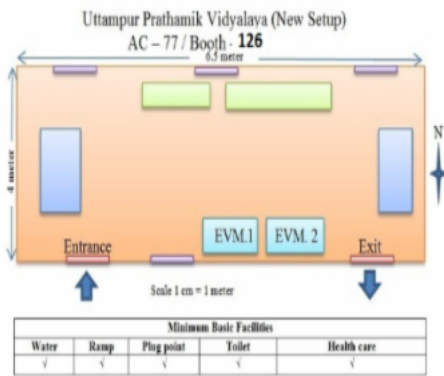 Uttampur Prathamik Vidyalaya (New Setup)
AC – 77 / Booth - 126
6.5 meter
4 meter
N
EVM.1 EVM. 2
Entrance Exit
Scale 1 cm = 1 meter
Minimum Basic Facilities
Water Ramp Plug point Toilet Health care
√ √ √ √ √